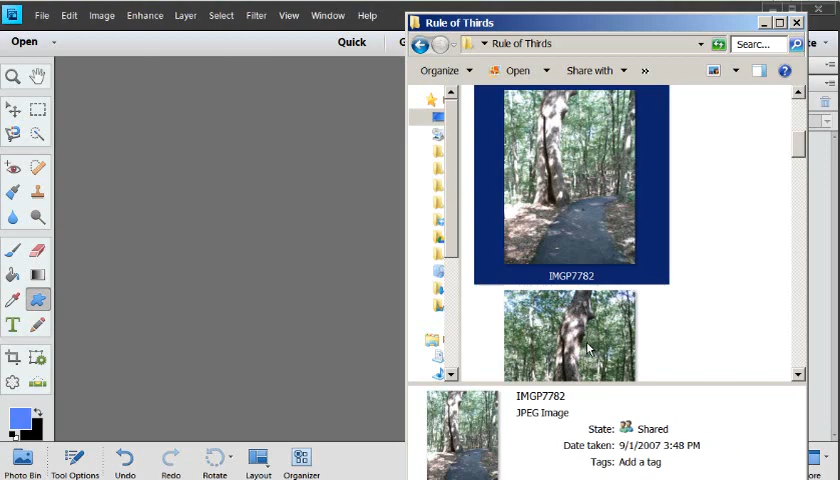 File Edit Image Enhance Layer Select Filter View Window Help
Rule of Thirds
Open
Quick
Rule of Thirds
Searc...
Organize
Open
Share with
»
IMGP7782
IMGP7782
JPEG Image
State: Shared
Date taken: 9/1/2007 3:48 PM
Tags: Add a tag
Photo Bin
Tool Options
Undo
Redo
Rotate
Layout
Organizer